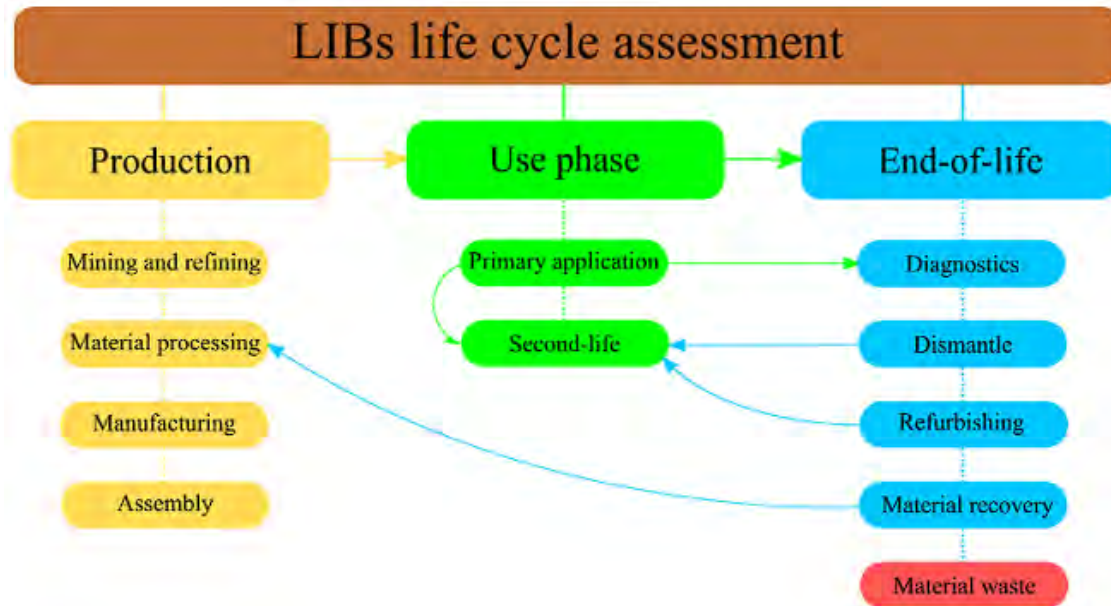 LIBs life cycle assessment
Production
Use phase
End-of-life
Mining and refining
Primary application
Diagnostics
Material processing
Second-life
Dismantle
Manufacturing
Refurbishing
Assembly
Material recovery
Material waste